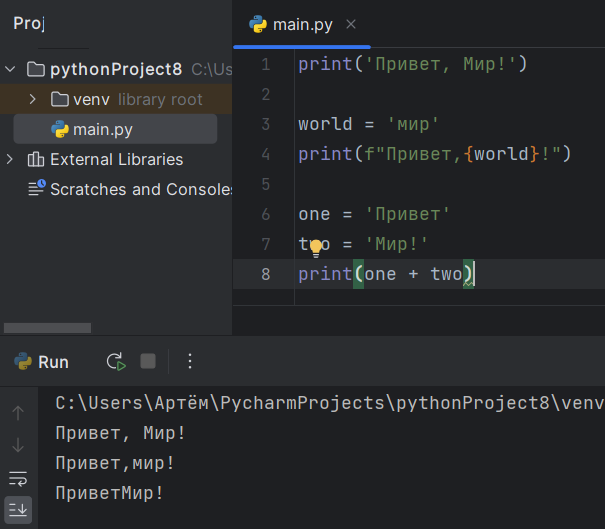 Proj
main.py
pythonProject8 C:\Us
venv library root
main.py
External Libraries
Scratches and Consoles
1 print('Привет, Мир!')
2
3 world = 'мир'
4 print(f"Привет,{world}!")
5
6 one = 'Привет'
7 two = 'Мир!'
8 print(one + two)
Run
C:\Users\Артём\PycharmProjects\pythonProject8\venv
Привет, Мир!
Привет,мир!
ПриветМир!